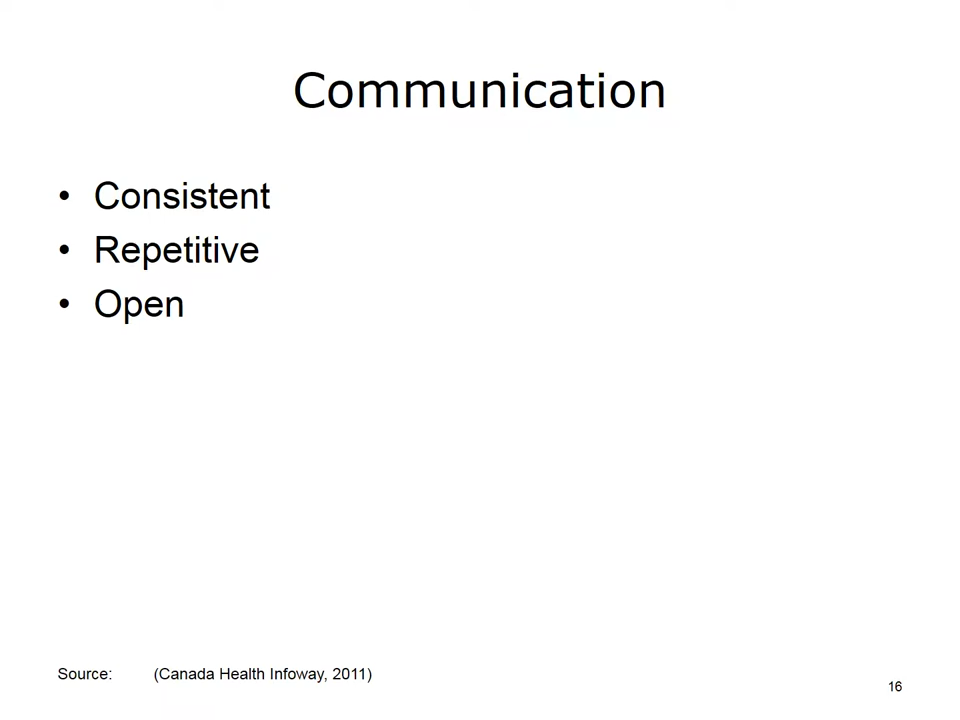 Communication
• Consistent
• Repetitive
• Open
Source: (Canada Health Infoway, 2011)
16